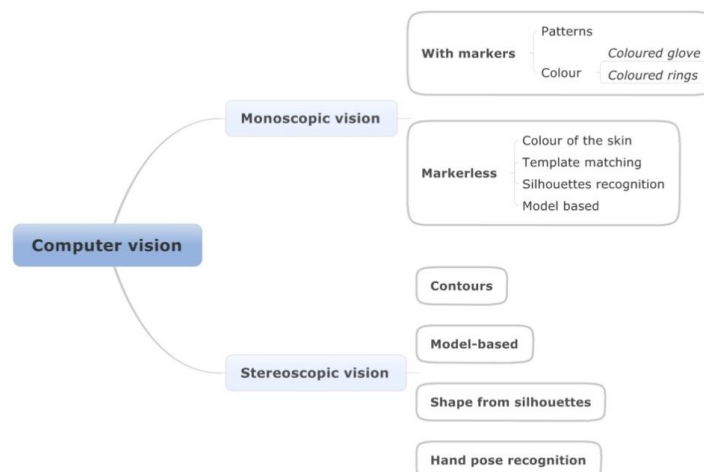 Computer vision
Monoscopic vision
With markers
Patterns
Colour
Coloured glove
Coloured rings
Markerless
Colour of the skin
Template matching
Silhouettes recognition
Model based
Stereoscopic vision
Contours
Model-based
Shape from silhouettes
Hand pose recognition